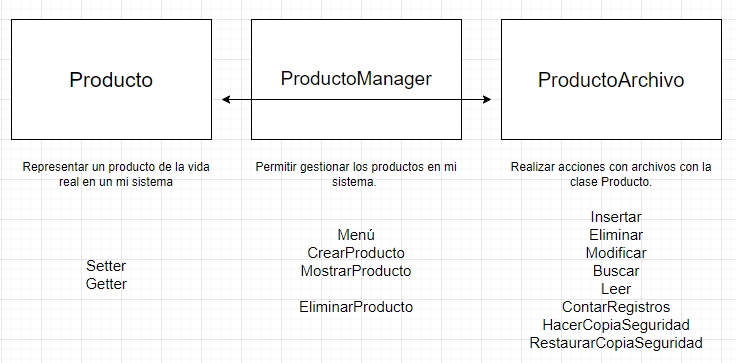 Producto
ProductoManager
ProductoArchivo
Representar un producto de la vida
real en un mi sistema
Permitir gestionar los productos en mi
sistema.
Realizar acciones con archivos con la
clase Producto.
Setter
Getter
Menú
CrearProducto
MostrarProducto
EliminarProducto
Insertar
Eliminar
Modificar
Buscar
Leer
ContarRegistros
HacerCopiaSeguridad
RestaurarCopiaSeguridad